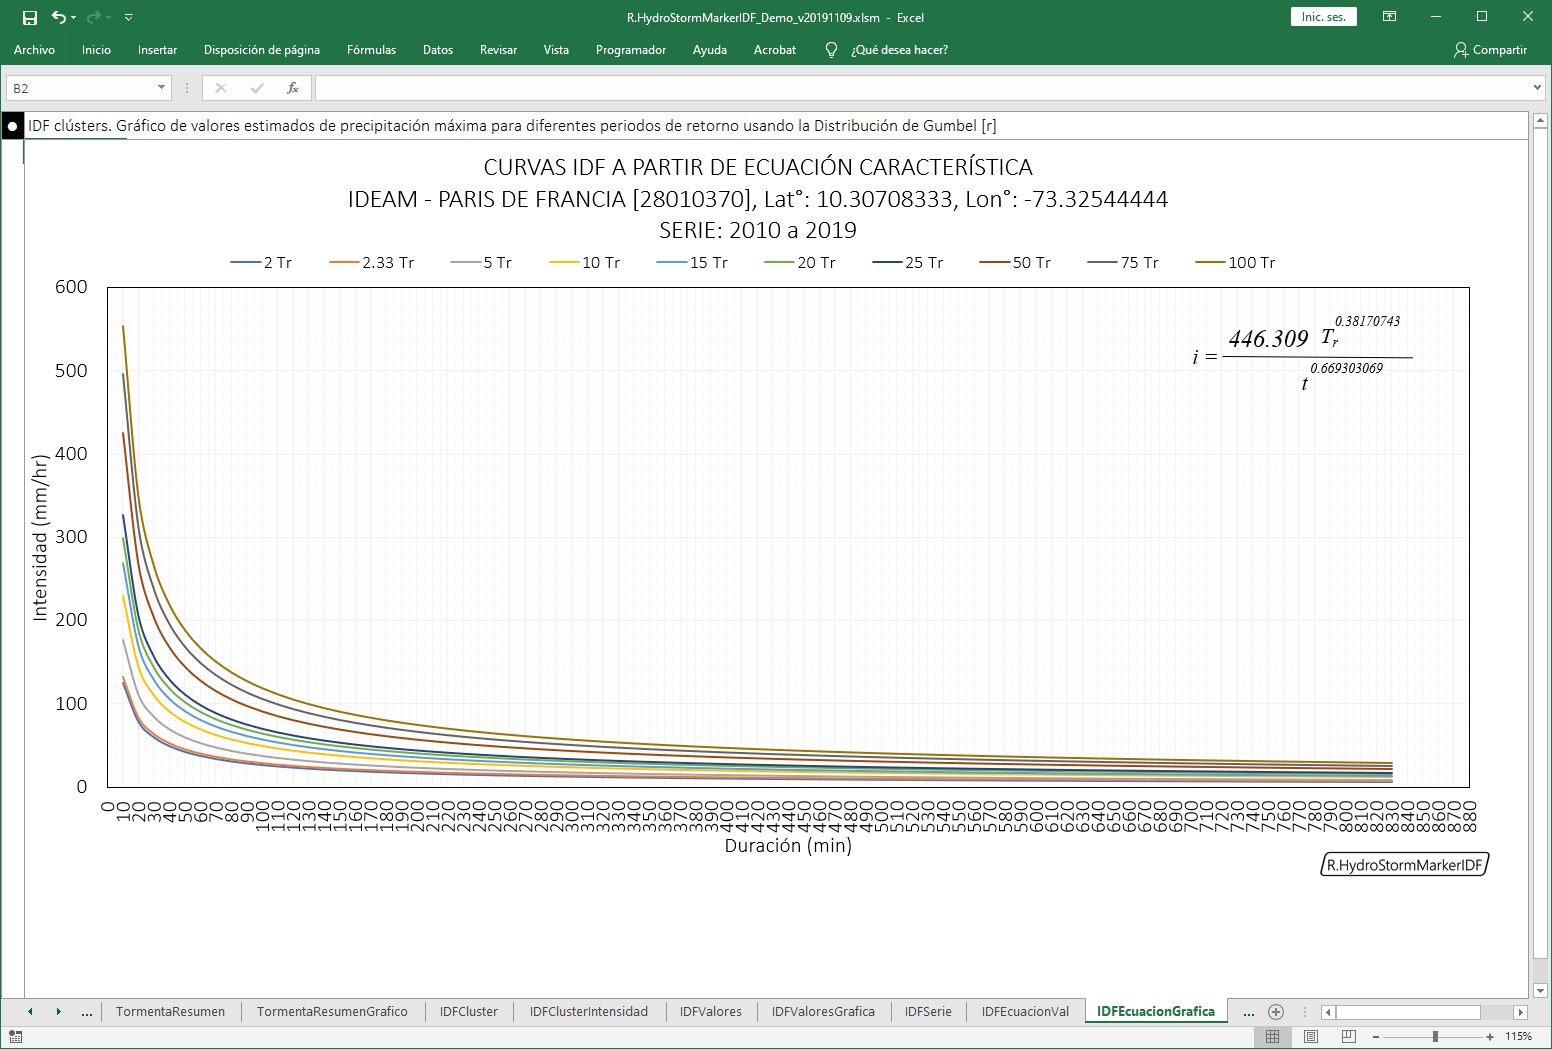 R.HydroStormMarkerIDF_Demo_v20191109.xlsm - Excel
Inic. ses.
Archivo Inicio Insertar Disposición de página Fórmulas Datos Revisar Vista Programador Ayuda Acrobat ¿Qué desea hacer? Compartir
B2 fx
IDF clústers. Gráfico de valores estimados de precipitación máxima para diferentes periodos de retorno usando la Distribución de Gumbel [r]
CURVAS IDF A PARTIR DE ECUACIÓN CARACTERÍSTICA
IDEAM - PARIS DE FRANCIA [28010370], Lat°: 10.30708333, Lon°: -73.32544444
SERIE: 2010 a 2019
2 Tr 2.33 Tr 5 Tr 10 Tr 15 Tr 20 Tr 25 Tr 50 Tr 75 Tr 100 Tr
600
500
400
300
200
100
0
Intensidad (mm/hr)
i = 446.309 Tr 0.38170743
t 0.669303069
0 10 20 30 40 50 60 70 80 90 100 110 120 130 140 150 160 170 180 190 200 210 220 230 240 250 260 270 280 290 300 310 320 330 340 350 360 370 380 390 400 410 420 430 440 450 460 470 480 490 500 510 520 530 540 550 560 570 580 590 600 610 620 630 640 650 660 670 680 690 700 710 720 730 740 750 760 770 780 790 800 810 820 830 840 850 860 870 880
Duración (min)
R.HydroStormMarkerIDF
... TormentaResumen TormentaResumenGrafico IDFCluster IDFClusterIntensidad IDFValores IDFValoresGrafica IDFSerie IDFEcuacionVal IDFEcuacionGrafica ...
115%